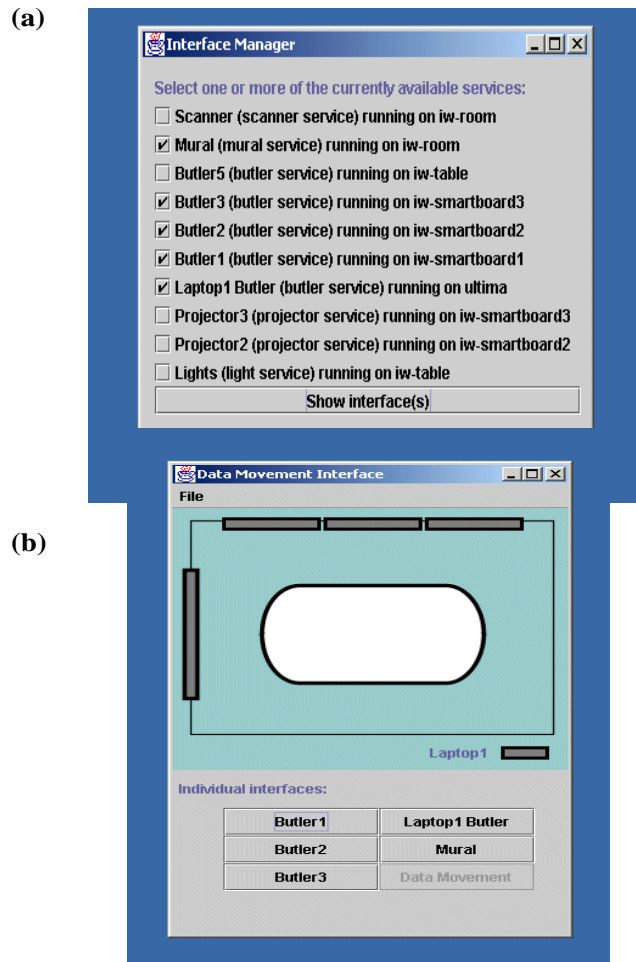 (a)
Interface Manager
Select one or more of the currently available services:
Scanner (scanner service) running on iw-room
Mural (mural service) running on iw-room
Butler5 (butler service) running on iw-table
Butler3 (butler service) running on iw-smartboard3
Butler2 (butler service) running on iw-smartboard2
Butler1 (butler service) running on iw-smartboard1
Laptop1 Butler (butler service) running on ultima
Projector3 (projector service) running on iw-smartboard3
Projector2 (projector service) running on iw-smartboard2
Lights (light service) running on iw-table
Show interface(s)
(b)
Data Movement Interface
File
Laptop1
Individual interfaces:
Butler1 Laptop1 Butler
Butler2 Mural
Butler3 Data Movement